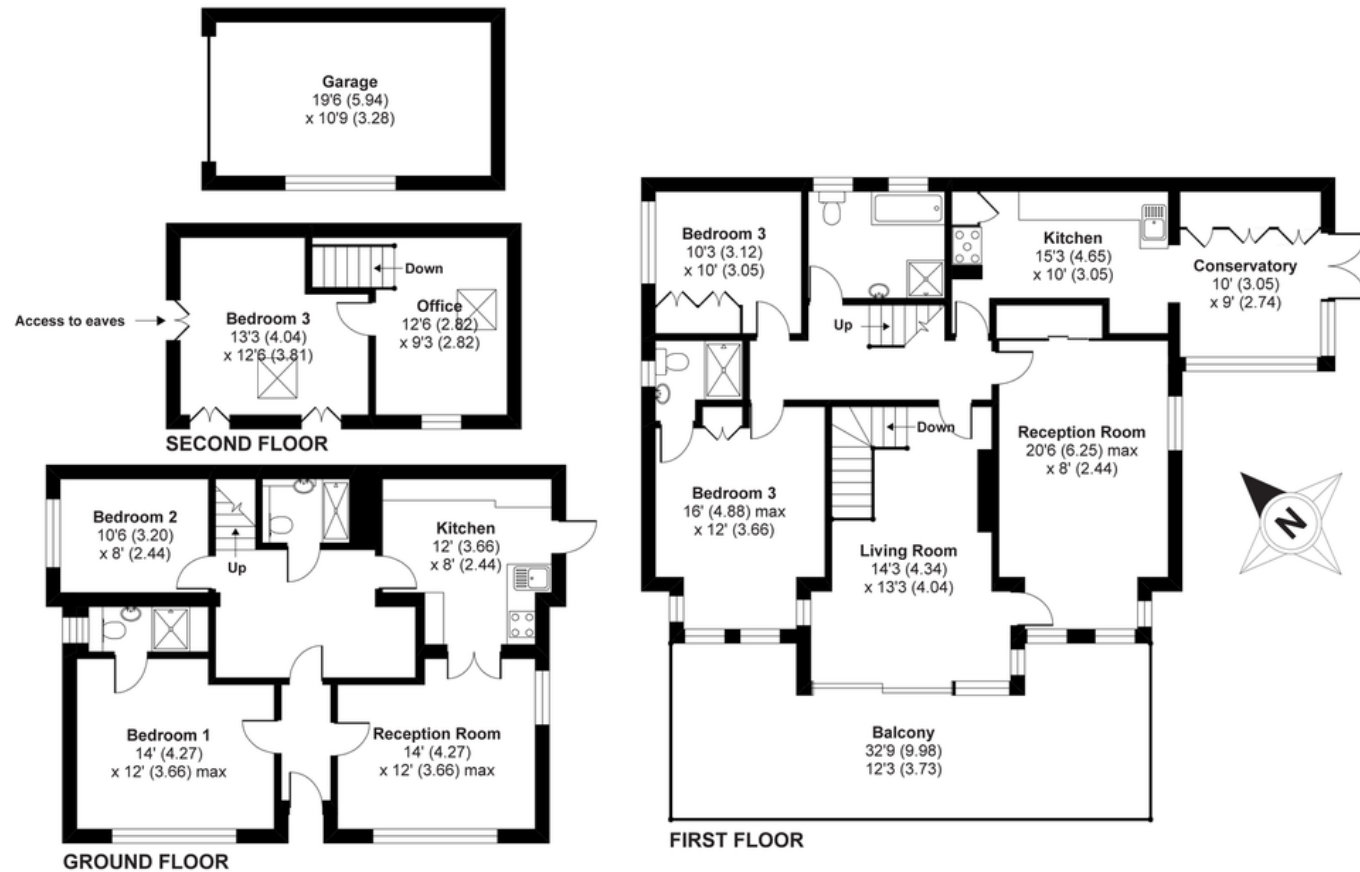 Garage
19'6 (5.94)
x 10'9 (3.28)
Access to eaves
Bedroom 3
13'3 (4.04)
x 12'6 (3.81)
Down
Office
12'6 (2.82)
x 9'3 (2.82)
SECOND FLOOR
Bedroom 2
10'6 (3.20)
x 8' (2.44)
Up
Kitchen
12' (3.66)
x 8' (2.44)
Bedroom 1
14' (4.27)
x 12' (3.66) max
Reception Room
14' (4.27)
x 12' (3.66) max
GROUND FLOOR
Bedroom 3
10'3 (3.12)
x 10' (3.05)
Kitchen
15'3 (4.65)
x 10' (3.05)
Conservatory
10' (3.05)
x 9' (2.74)
Up
Down
Reception Room
20'6 (6.25) max
x 8' (2.44)
Bedroom 3
16' (4.88) max
x 12' (3.66)
Living Room
14'3 (4.34)
x 13'3 (4.04)
Balcony
32'9 (9.98)
12'3 (3.73)
FIRST FLOOR
N